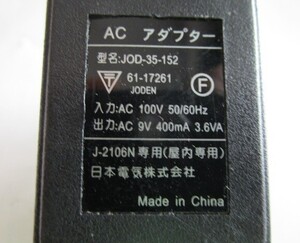 AC アダプター
型名:JOD-35-152
T 61-17261 F
JODEN
入力:AC 100V 50/60Hz
出力:AC 9V 400mA 3.6VA
J-2106N専用(屋内専用)
日本電気株式会社
Made in China